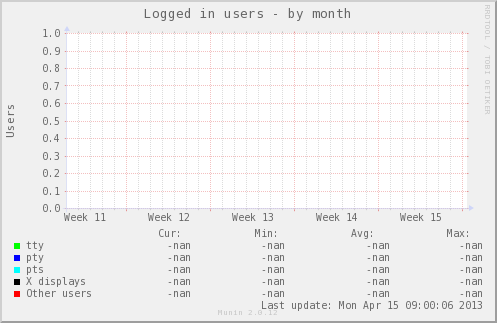 Logged in users - by month
RRDTOOL / TOBI OETIKER
Users
1.0
0.9
0.8
0.7
0.6
0.5
0.4
0.3
0.2
0.1
0.0
Week 11 Week 12 Week 13 Week 14 Week 15
Cur: Min: Avg: Max:
tty -nan -nan -nan -nan
pty -nan -nan -nan -nan
pts -nan -nan -nan -nan
X displays -nan -nan -nan -nan
Other users -nan -nan -nan -nan
Last update: Mon Apr 15 09:00:06 2013
Munin 2.0.12